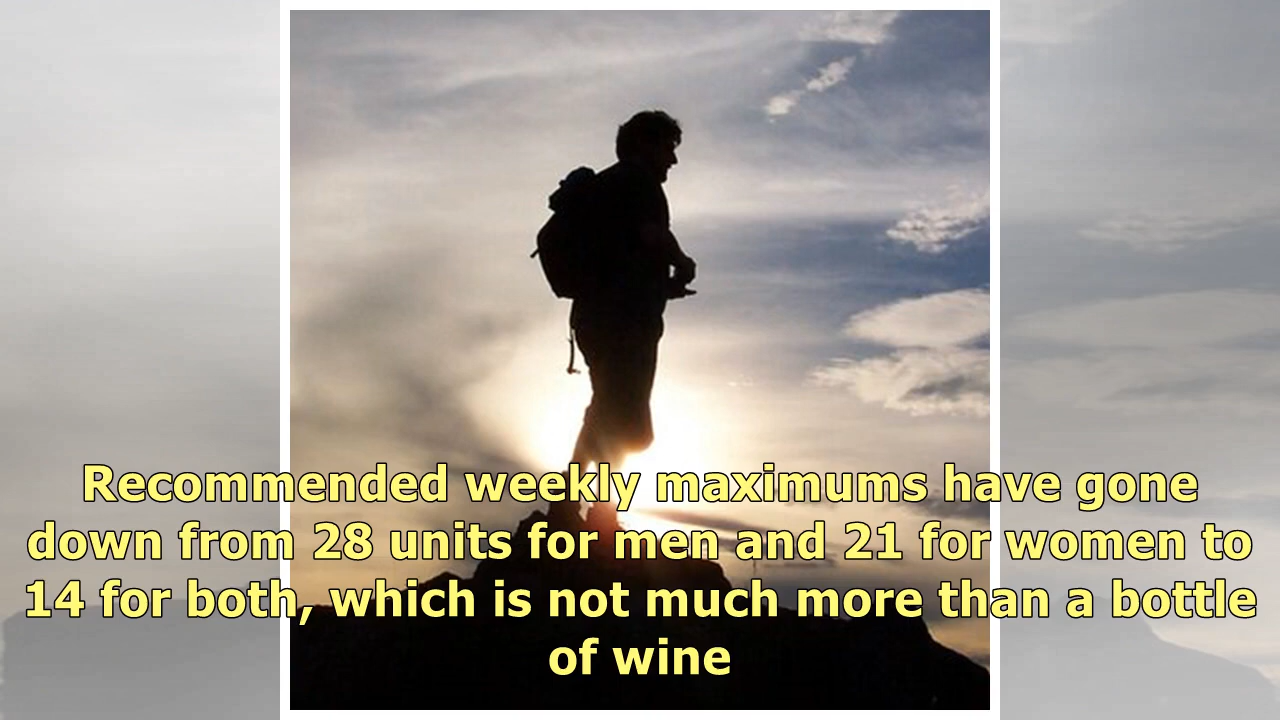 Recommended weekly maximums have gone
down from 28 units for men and 21 for women to
14 for both, which is not much more than a bottle
of wine